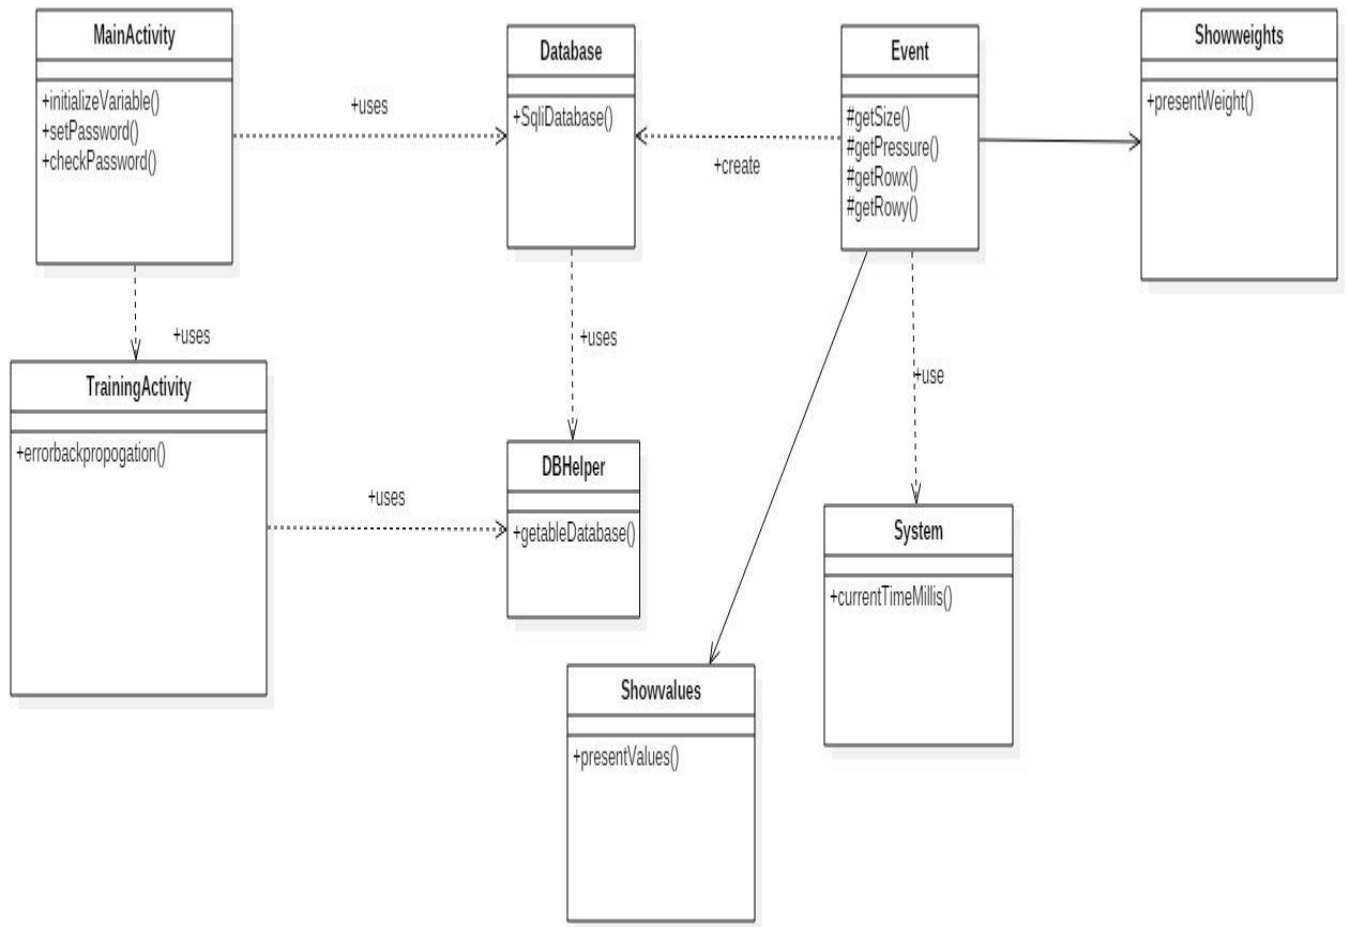 MainActivity
+initializeVariable()
+setPassword()
+checkPassword()
+uses
Database
+SqliDatabase()
+create
Event
#getSize()
#getPressure()
#getRowx()
#getRowy()
Showweights
+presentWeight()
+uses
TrainingActivity
+errorbackpropogation()
+uses
+uses
DBHelper
+getableDatabase()
+use
System
+currentTimeMillis()
Showvalues
+presentValues()